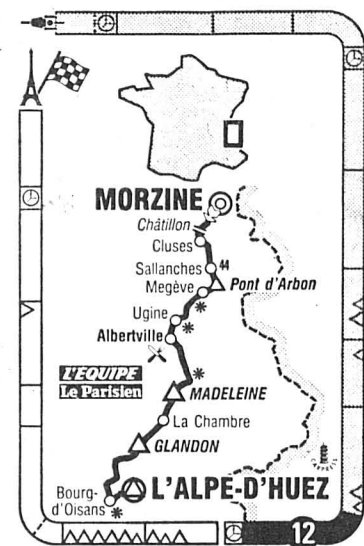 MORZINE
Châtillon
Cluses
Sallanches
44
Megève
Pont d'Arbon
Ugine
Albertville
L'EQUIPE
Le Parisien
MADELEINE
La Chambre
GLANDON
L'ALPE-D'HUEZ
Bourg-
d'Oisans
12